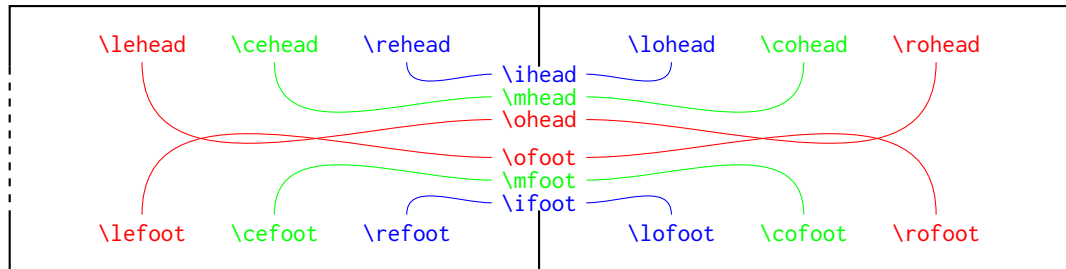 \lehead \cehead \rehead \lohead \cohead \rohead
\ihead
\mhead
\ohead
\ofoot
\mfoot
\ifoot
\lefoot \cefoot \refoot \lofoot \cofoot \rofoot